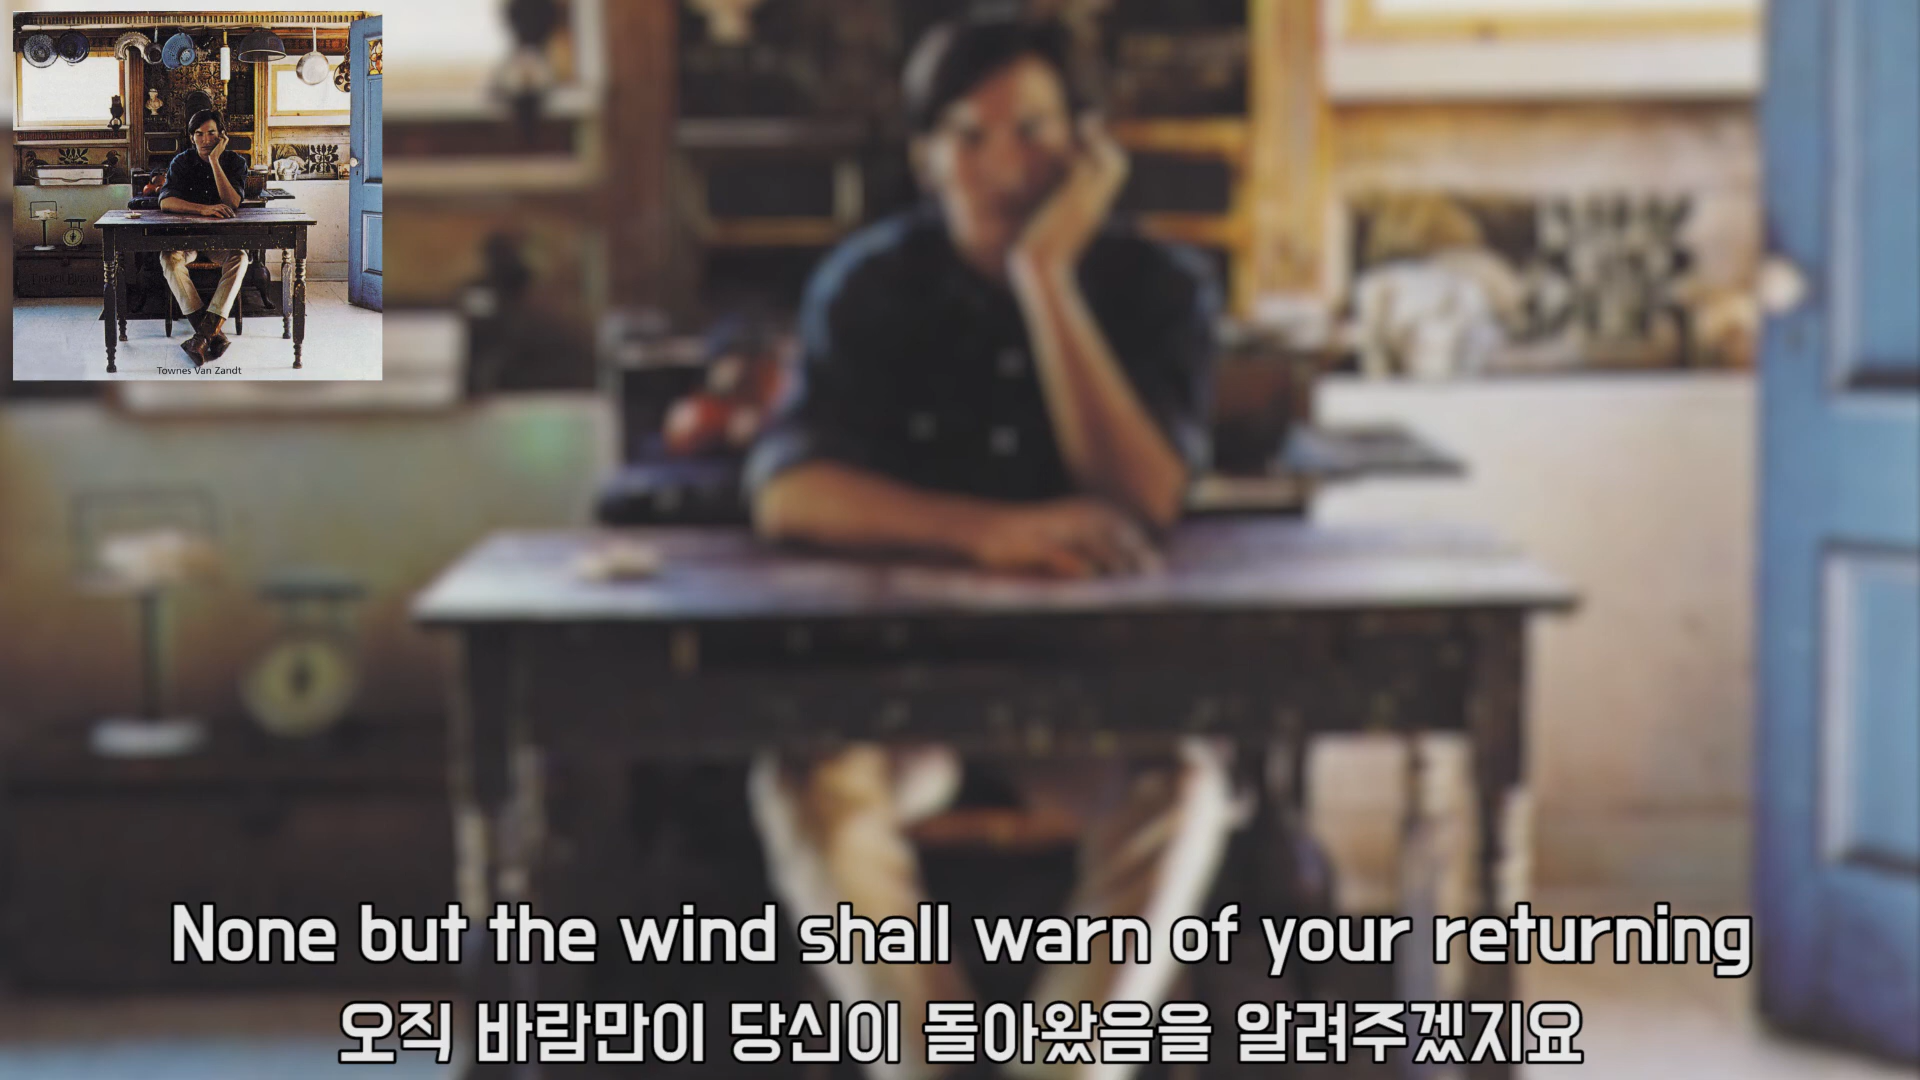 Townes Van Zandt
None but the wind shall warn of your returning
오직 바람만이 당신이 돌아왔음을 알려주겠지요